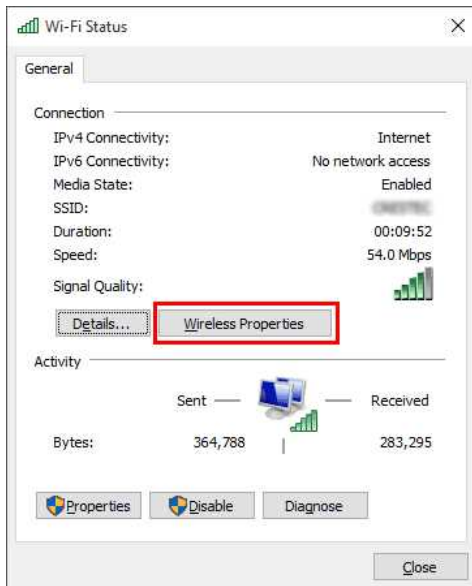 Wi-Fi Status
General
Connection
IPv4 Connectivity: Internet
IPv6 Connectivity: No network access
Media State: Enabled
SSID:
Duration: 00:09:52
Speed: 54.0 Mbps
Signal Quality:
Details... Wireless Properties
Activity
Sent Received
Bytes: 364,788 283,295
Properties Disable Diagnose
Close